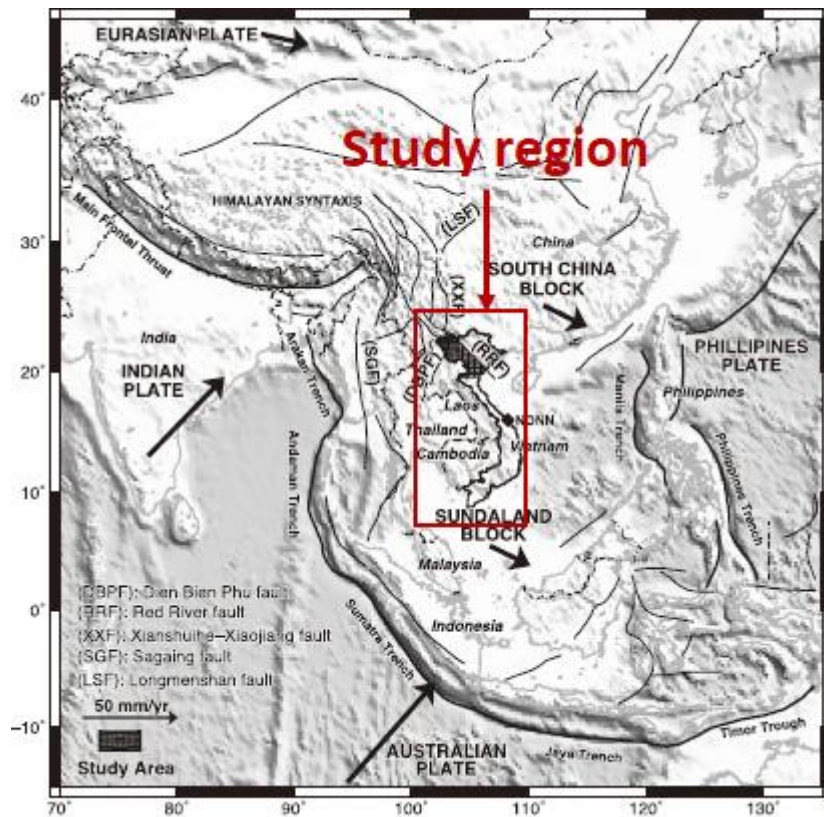 EURASIAN PLATE
40°
Study region
HIMALAYAN SYNTAXIS
(LSF)
Main Frontal Thrust
30°
China
(XXF)
SOUTH CHINA
BLOCK
India
INDIAN
PLATE
20°
Arakan Trench
(SGF)
(DBPF)
(RRF)
PHILLIPINES
PLATE
Philippines
Manila Trench
Laos
NONN
Thailand
Vietnam
Cambodia
Andaman Trench
Philippines Trench
10°
SUNDALAND
BLOCK
Malaysia
(DBPF): Dien Bien Phu fault
(RRF): Red River fault
(XXF): Xianshuihe–Xiaojiang fault
(SGF): Sagaing fault
(LSF): Longmenshan fault
0°
Indonesia
Sumatra Trench
50 mm/yr
−10°
Study Area
AUSTRALIAN
PLATE
Java Trench
Timor Trough
70°
80°
90°
100°
110°
120°
130°